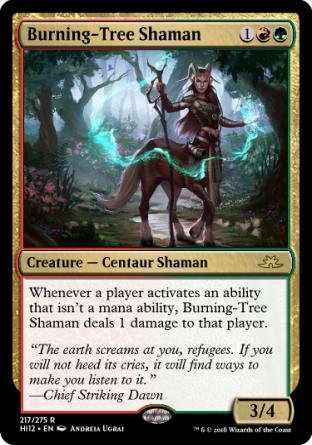 Burning-Tree Shaman 1
Creature — Centaur Shaman
Whenever a player activates an ability
that isn't a mana ability, Burning-Tree
Shaman deals 1 damage to that player.
“The earth screams at you, refugees. If you
will not heed its cries, it will find ways to
make you listen to it.”
—Chief Striking Dawn
3/4
217/275 R
HI12 • EN Andreia Ugrai
™ & © 2018 Wizards of the Coast